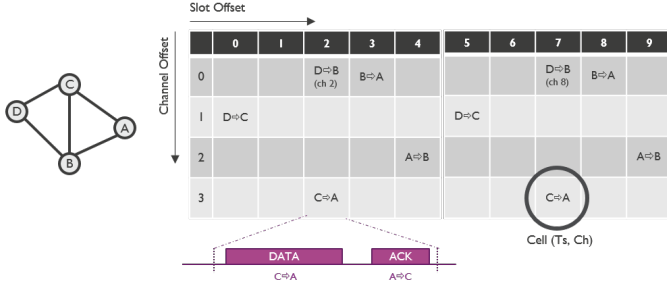 Slot Offset
Channel Offset
0 1 2 3 4 5 6 7 8 9
0 D⇨B (ch 2) B⇨A D⇨B (ch 8) B⇨A
1 D⇨C D⇨C
2 A⇨B A⇨B
3 C⇨A C⇨A
C
D
A
B
Cell (Ts, Ch)
DATA ACK
C⇨A A⇨C